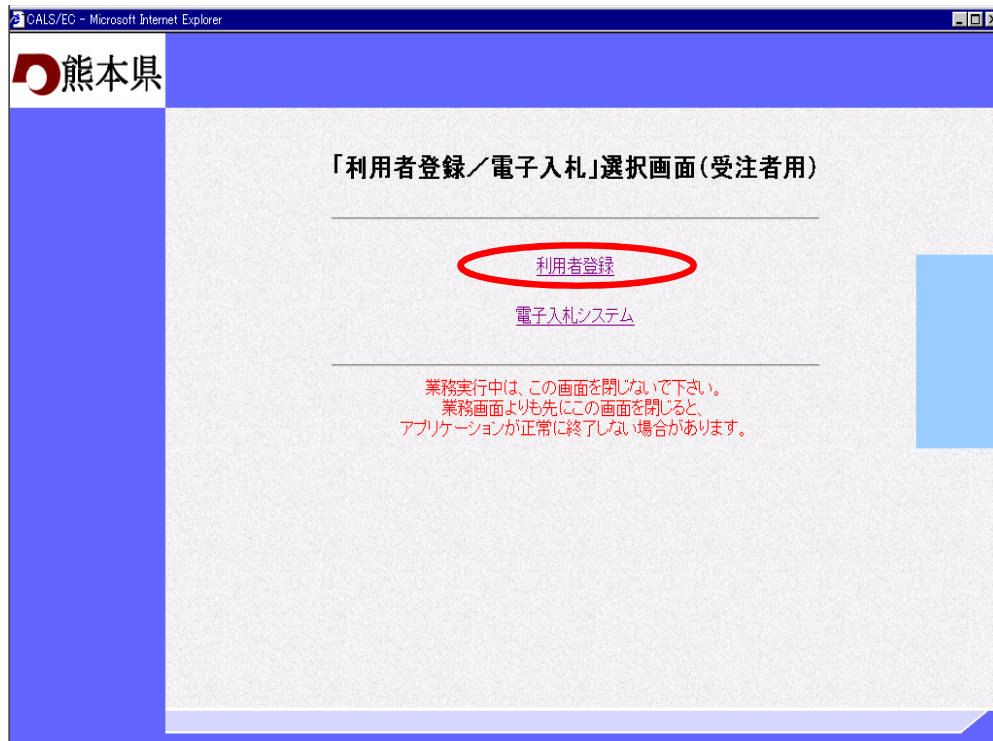 CALS/EC - Microsoft Internet Explorer
熊本県
「利用者登録／電子入札」選択画面(受注者用)
利用者登録
電子入札システム
業務実行中は、この画面を閉じないで下さい。
業務画面よりも先にこの画面を閉じると、
アプリケーションが正常に終了しない場合があります。